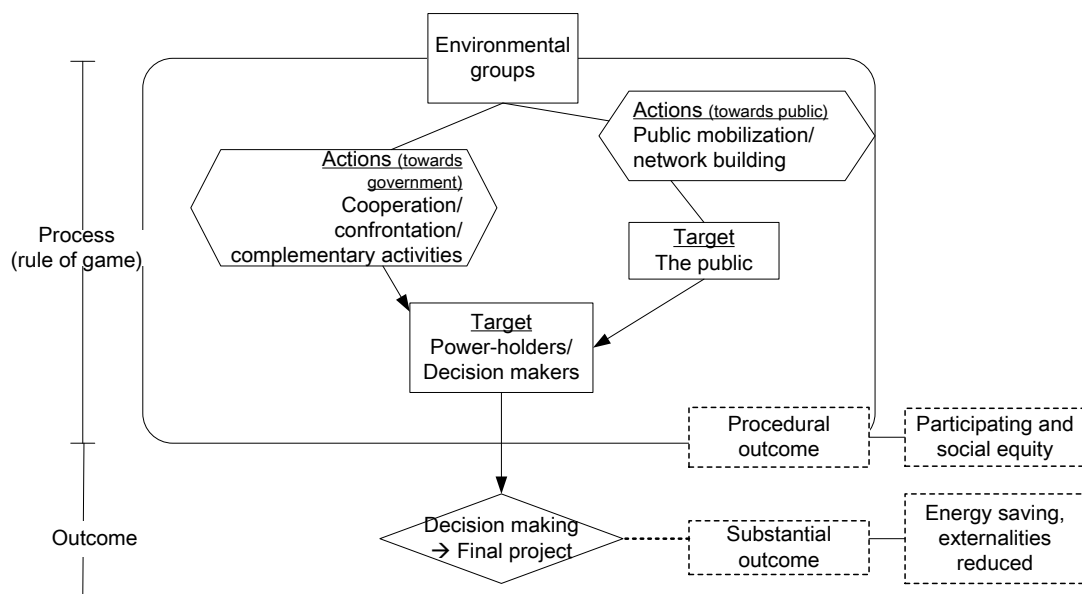 Environmental
groups
Actions (towards public)
Public mobilization/
network building
Actions (towards
government)
Cooperation/
confrontation/
complementary activities
Process
(rule of game)
Target
The public
Target
Power-holders/
Decision makers
Procedural
outcome
Participating and
social equity
Outcome
Decision making
→ Final project
Substantial
outcome
Energy saving,
externalities
reduced